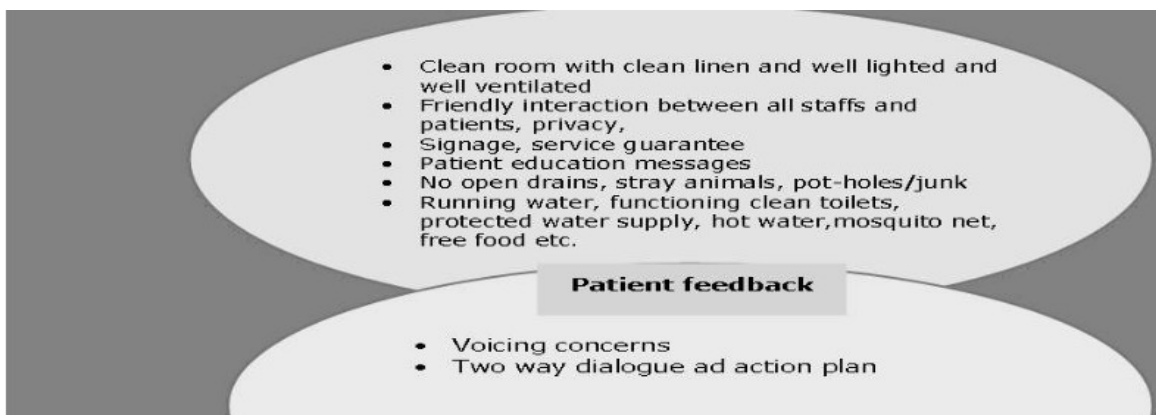 • Clean room with clean linen and well lighted and
well ventilated
• Friendly interaction between all staffs and
patients, privacy,
• Signage, service guarantee
• Patient education messages
• No open drains, stray animals, pot-holes/junk
• Running water, functioning clean toilets,
protected water supply, hot water,mosquito net,
free food etc.
Patient feedback
• Voicing concerns
• Two way dialogue ad action plan